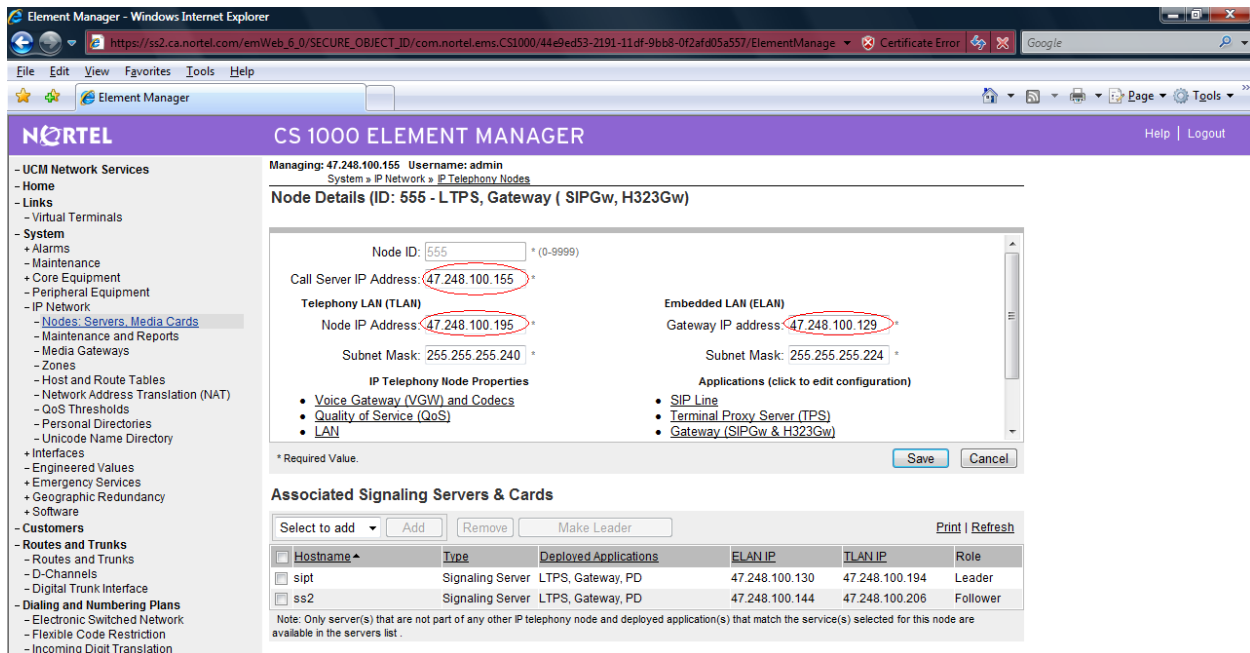 Element Manager - Windows Internet Explorer
https://ss2.ca.nortel.com/emWeb_6_0/SECURE_OBJECT_ID/com.nortel.ems.CS1000/44e9ed53-2191-11df-9bb8-0f2afd05a357/ElementManage
Certificate Error
Google
File Edit View Favorites Tools Help
Element Manager
Page
Tools
NORTEL
CS 1000 ELEMENT MANAGER
Help | Logout
- UCM Network Services
- Home
- Links
- Virtual Terminals
- System
+ Alarms
- Maintenance
+ Core Equipment
- Peripheral Equipment
- IP Network
- Nodes: Servers, Media Cards
- Maintenance and Reports
- Media Gateways
- Zones
- Host and Route Tables
- Network Address Translation (NAT)
- QoS Thresholds
- Personal Directories
- Unicode Name Directory
+ Interfaces
- Engineered Values
+ Emergency Services
+ Geographic Redundancy
+ Software
- Customers
- Routes and Trunks
- Routes and Trunks
- D-Channels
- Digital Trunk Interface
- Dialing and Numbering Plans
- Electronic Switched Network
- Flexible Code Restriction
- Incoming Digit Translation
Managing: 47.248.100.155 Username: admin
System » IP Network » IP Telephony Nodes
Node Details (ID: 555 - LTPS, Gateway ( SIPGw, H323Gw)
Node ID: 555 * (0-9999)
Call Server IP Address: 47.248.100.155 *
Telephony LAN (TLAN)
Embedded LAN (ELAN)
Node IP Address: 47.248.100.195 *
Gateway IP address: 47.248.100.129 *
Subnet Mask: 255.255.255.240 *
Subnet Mask: 255.255.255.224 *
IP Telephony Node Properties
Applications (click to edit configuration)
• Voice Gateway (VGW) and Codecs
• Quality of Service (QoS)
• LAN
• SIP Line
• Terminal Proxy Server (TPS)
• Gateway (SIPGw & H323Gw)
* Required Value.
Save
Cancel
Associated Signaling Servers & Cards
Select to add
Add
Remove
Make Leader
Print | Refresh
Hostname Type Deployed Applications ELAN IP TLAN IP Role
sipt Signaling Server LTPS, Gateway, PD 47.248.100.130 47.248.100.194 Leader
ss2 Signaling Server LTPS, Gateway, PD 47.248.100.144 47.248.100.206 Follower
Note: Only server(s) that are not part of any other IP telephony node and deployed application(s) that match the service(s) selected for this node are
available in the servers list .